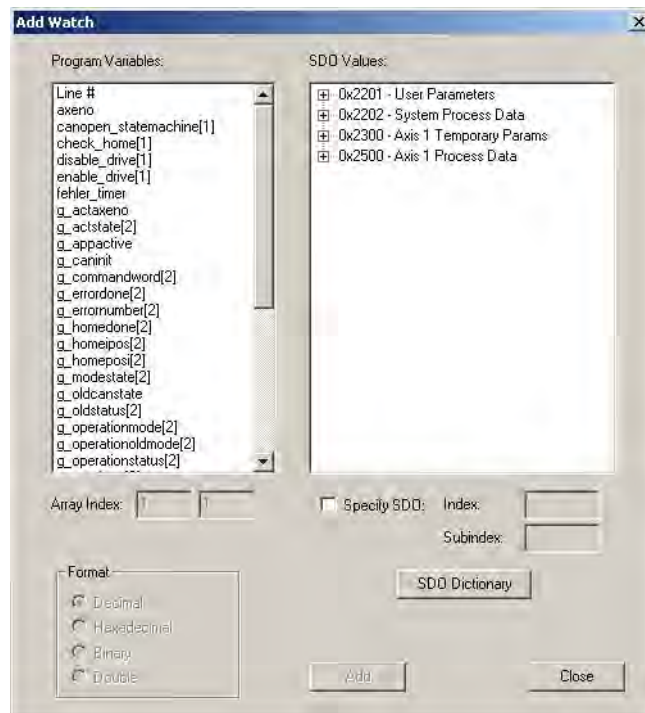 Add Watch
Program Variables:
Line #
axeno
canopen_statemachine[1]
check_home[1]
disable_drive[1]
enable_drive[1]
fehler_timer
g_actaxeno
g_actstate[2]
g_appactive
g_caninit
g_commandword[2]
g_errordone[2]
g_errornumber[2]
g_homedone[2]
g_homeipos[2]
g_homeposi[2]
g_modestate[2]
g_oldcanstate
g_oldstatus[2]
g_operationmode[2]
g_operationoldmode[2]
g_operationstatus[2]
SDO Values:
0x2201 - User Parameters
0x2202 - System Process Data
0x2300 - Axis 1 Temporary Params
0x2500 - Axis 1 Process Data
Array Index: 1 1
Specify SDO: Index:
Subindex:
SDO Dictionary
Format
Decimal
Hexadecimal
Binary
Double
Add
Close